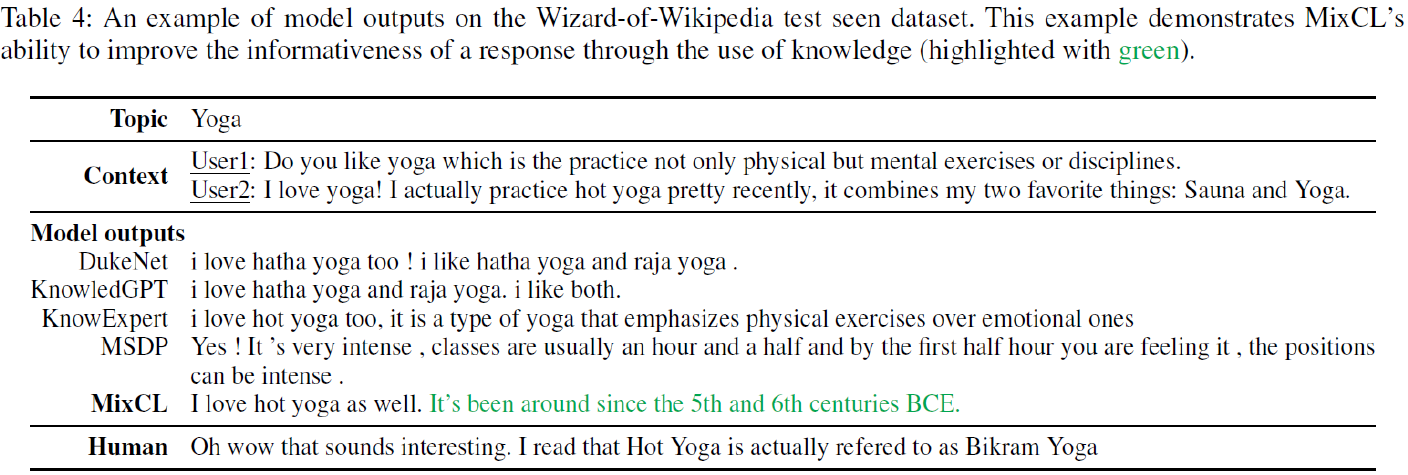 Table 4: An example of model outputs on the Wizard-of-Wikipedia test seen dataset. This example demonstrates MixCL's
ability to improve the informativeness of a response through the use of knowledge (highlighted with green).
Topic Yoga
Context User1: Do you like yoga which is the practice not only physical but mental exercises or disciplines.
User2: I love yoga! I actually practice hot yoga pretty recently, it combines my two favorite things: Sauna and Yoga.
Model outputs
DukeNet i love hatha yoga too ! i like hatha yoga and raja yoga .
KnowledGPT i love hatha yoga and raja yoga. i like both.
KnowExpert i love hot yoga too, it is a type of yoga that emphasizes physical exercises over emotional ones
MSDP Yes ! It 's very intense , classes are usually an hour and a half and by the first half hour you are feeling it , the positions
can be intense .
MixCL I love hot yoga as well. It's been around since the 5th and 6th centuries BCE.
Human Oh wow that sounds interesting. I read that Hot Yoga is actually refered to as Bikram Yoga